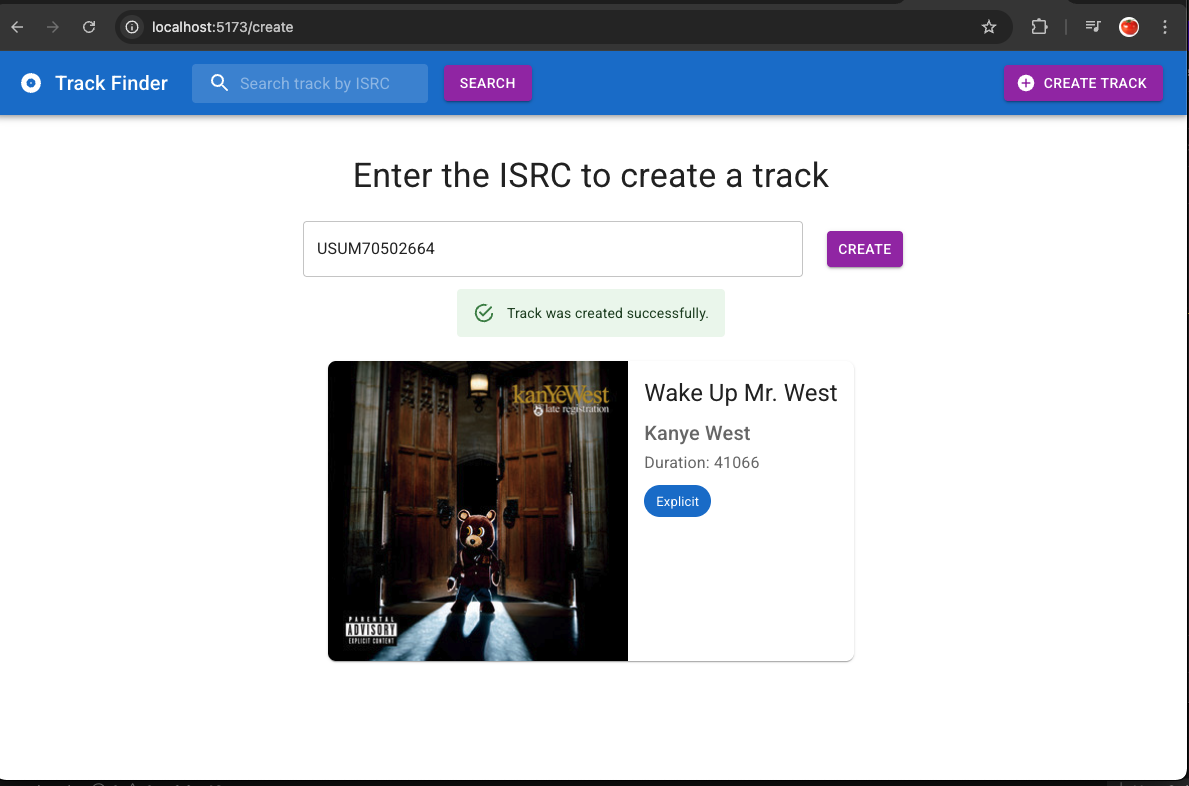 localhost:5173/create
Track Finder
Search track by ISRC
SEARCH
CREATE TRACK
Enter the ISRC to create a track
USUM70502664
CREATE
Track was created successfully.
kanYeWest
late registration
PARENTAL
ADVISORY
EXPLICIT CONTENT
Wake Up Mr. West
Kanye West
Duration: 41066
Explicit